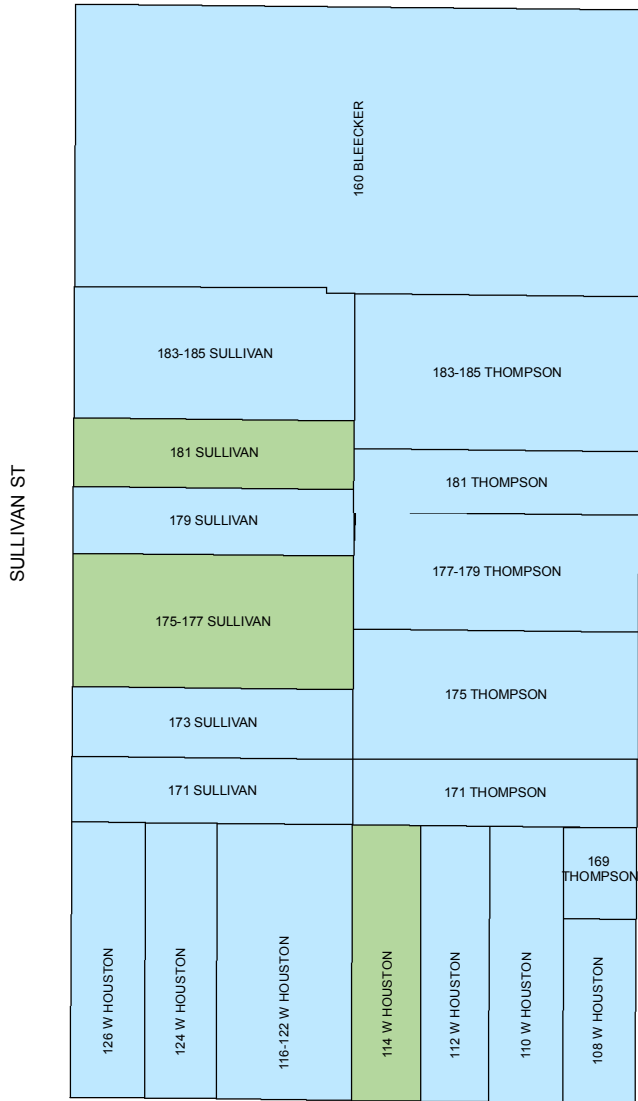 160 BLEECKER
183-185 SULLIVAN
183-185 THOMPSON
181 SULLIVAN
181 THOMPSON
SULLIVAN ST
179 SULLIVAN
177-179 THOMPSON
175-177 SULLIVAN
175 THOMPSON
173 SULLIVAN
171 SULLIVAN
171 THOMPSON
169
THOMPSON
126 W HOUSTON
124 W HOUSTON
116-122 W HOUSTON
114 W HOUSTON
112 W HOUSTON
110 W HOUSTON
108 W HOUSTON